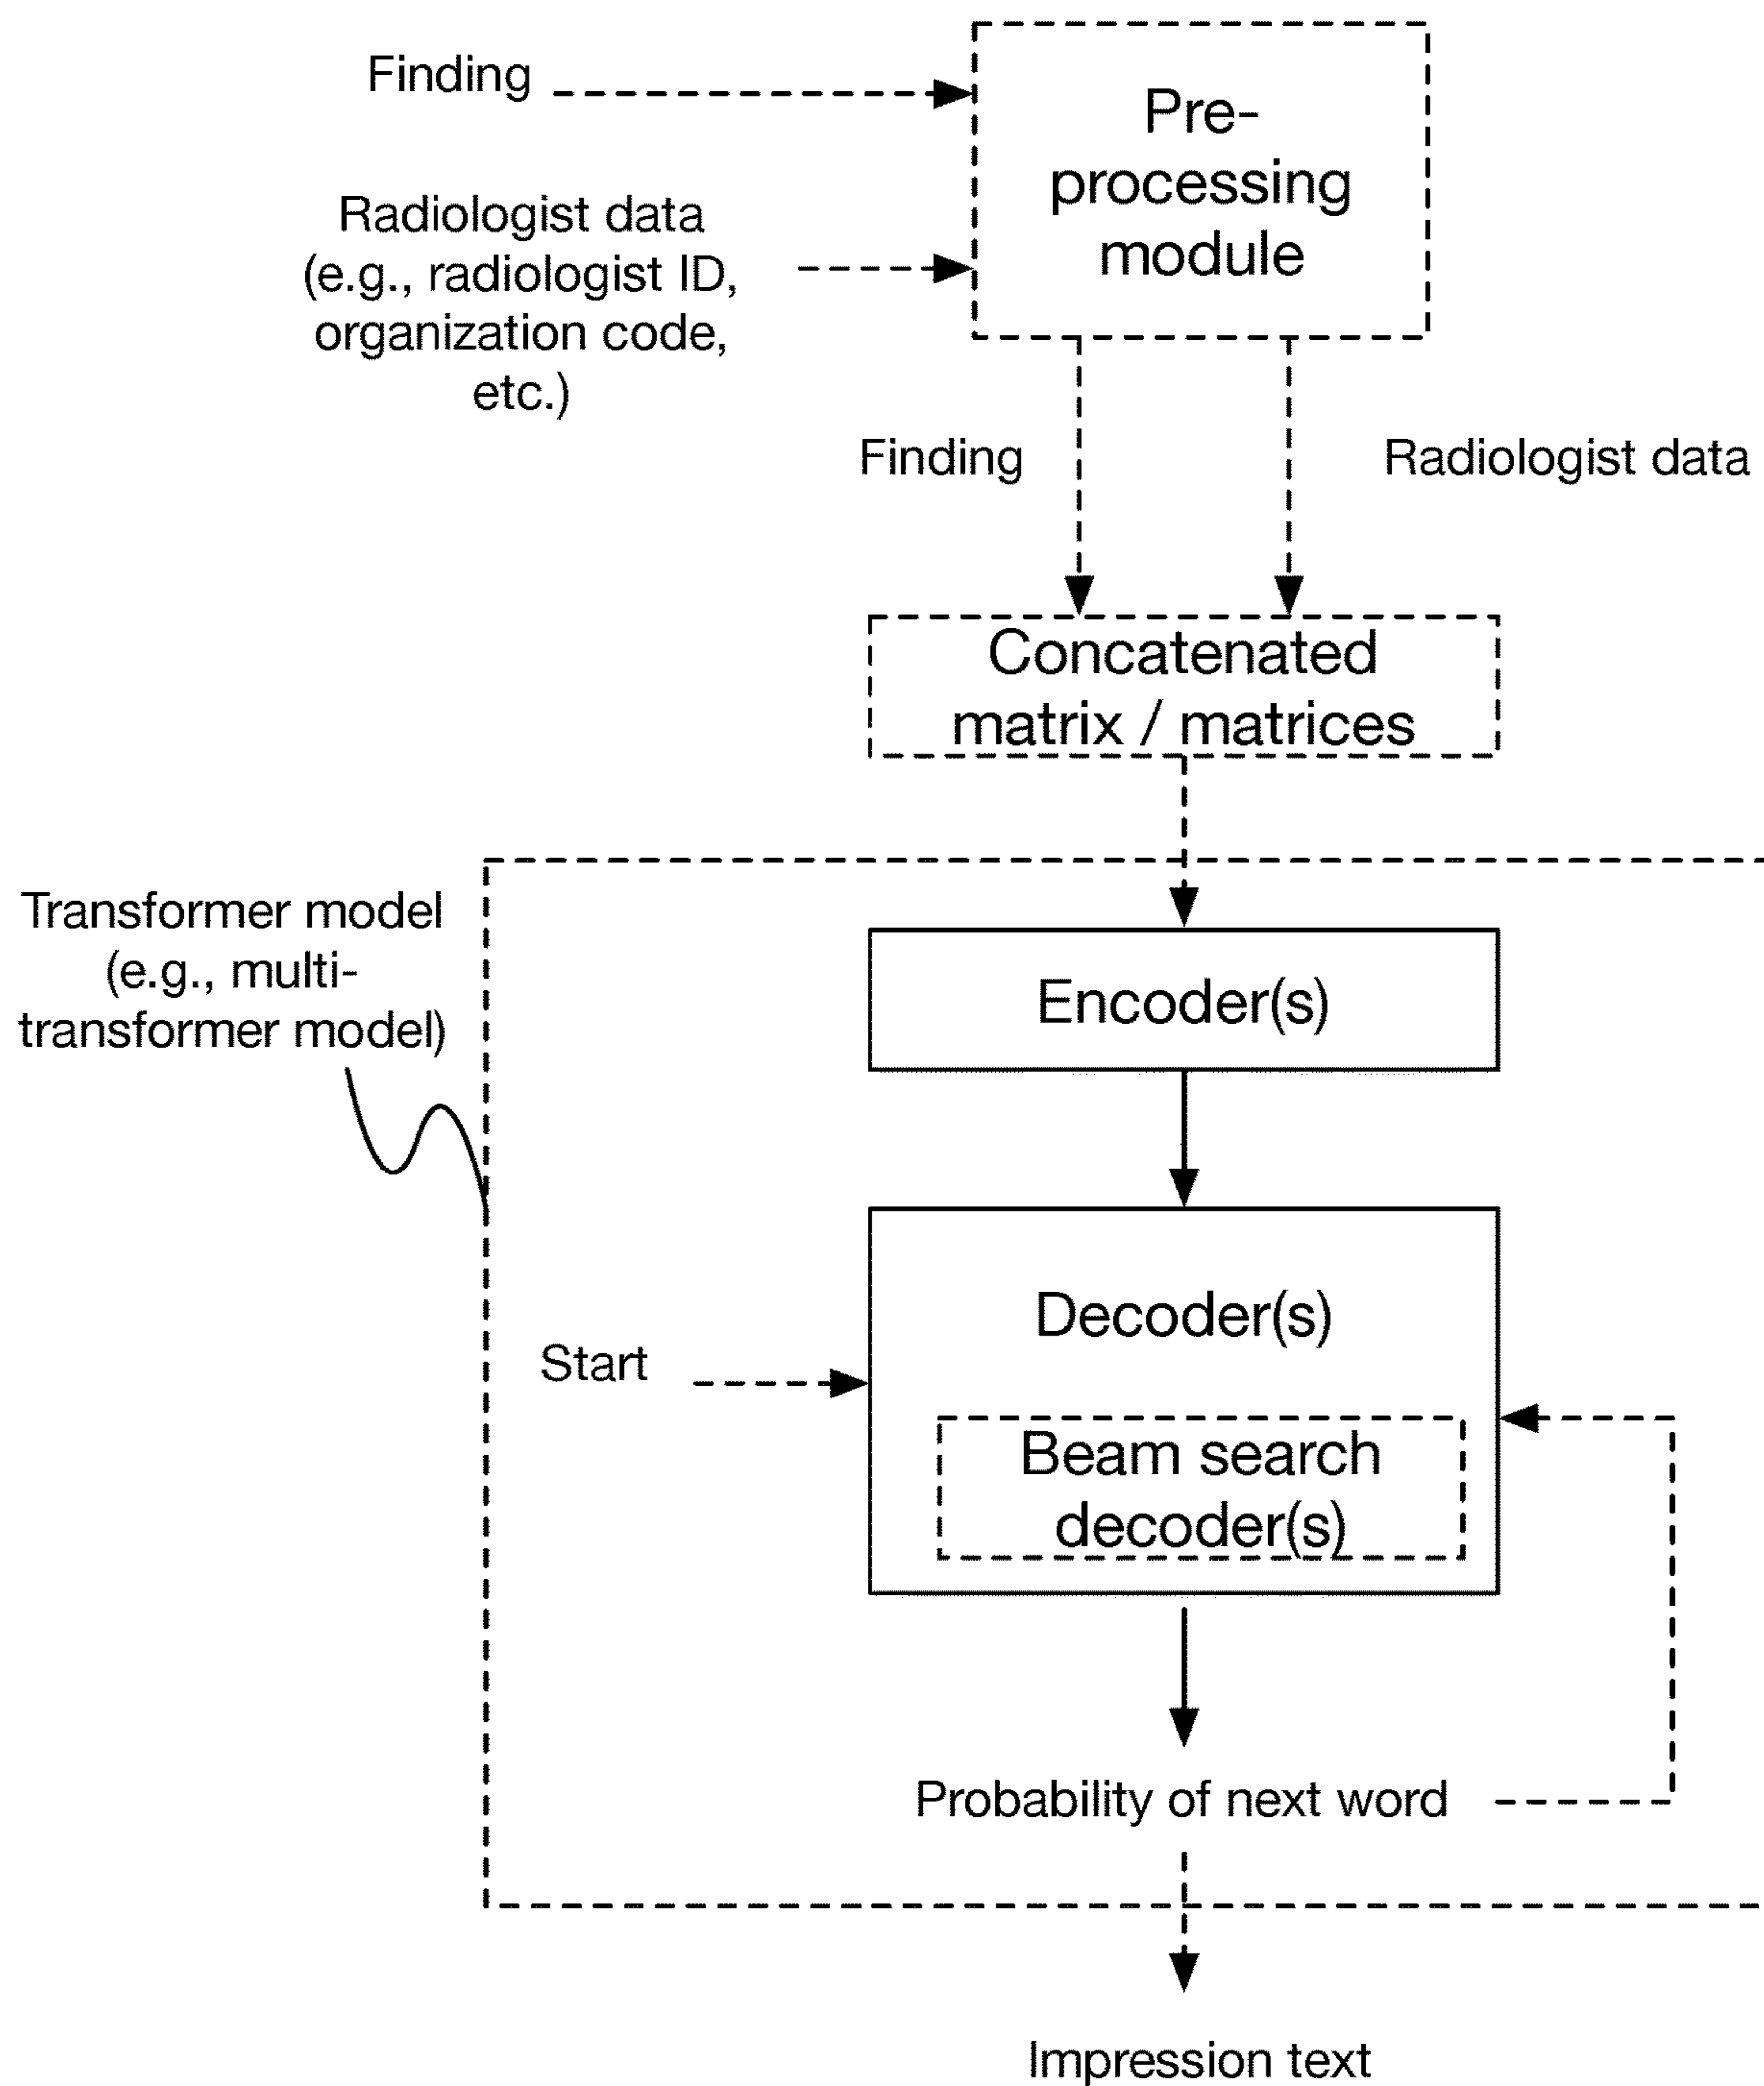 Finding
Pre-
processing
module
Radiologist data
(e.g., radiologist ID,
organization code,
etc.)
Finding
Radiologist data
Concatenated
matrix / matrices
Transformer model
(e.g., multi-
transformer model)
Encoder(s)
Decoder(s)
Start
Beam search
decoder(s)
Probability of next word
Impression text